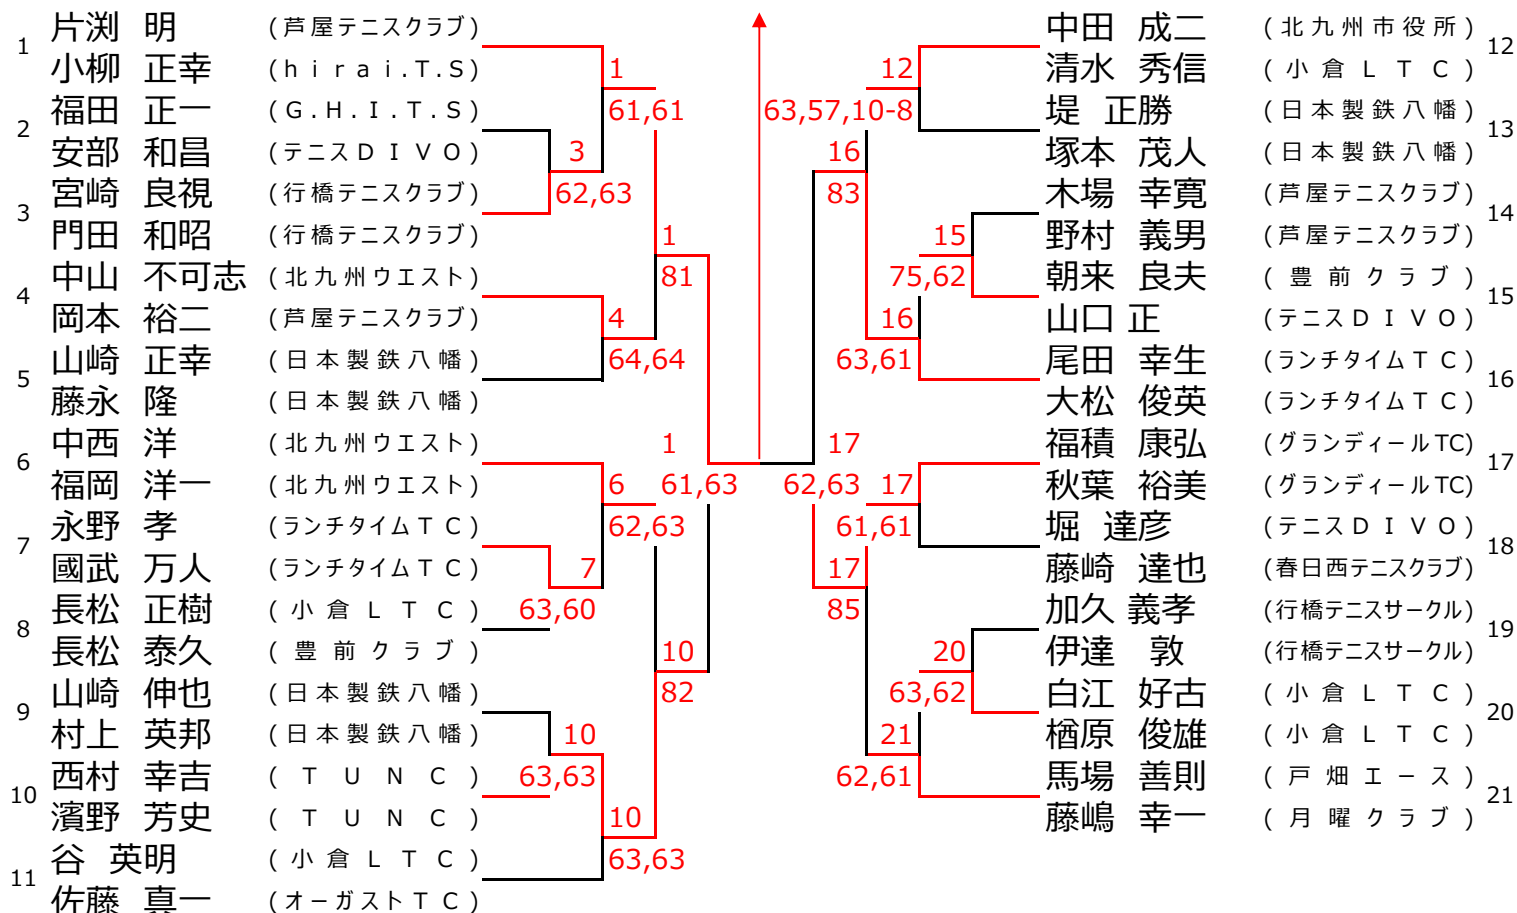 1 片渕 明 (芦屋テニスクラブ)
小柳 正幸 (hirai.T.S)
2 福田 正一 (G.H.I.T.S)
安部 和昌 (テニスDIVO)
3 宮崎 良視 (行橋テニスクラブ)
門田 和昭 (行橋テニスクラブ)
4 中山 不可志 (北九州ウエスト)
岡本 裕二 (芦屋テニスクラブ)
5 山崎 正幸 (日本製鉄八幡)
藤永 隆 (日本製鉄八幡)
6 中西 洋 (北九州ウエスト)
福岡 洋一 (北九州ウエスト)
7 永野 孝 (ランチタイムTC)
國武 万人 (ランチタイムTC)
8 長松 正樹 (小倉LTC)
長松 泰久 (豊前クラブ)
9 山崎 伸也 (日本製鉄八幡)
村上 英邦 (日本製鉄八幡)
10 西村 幸吉 (TUNC)
濱野 芳史 (TUNC)
11 谷 英明 (小倉LTC)
佐藤 真一 (オーガストTC)
3
62,63
7
63,60
10
63,63
1
61,61
4
64,64
6
62,63
10
63,63
1
81
10
82
1
61,63
17
62,63
16
83
17
85
12
63,57,10-8
16
63,61
17
61,61
21
62,61
15
75,62
20
63,62
中田 成二 (北九州市役所) 12
清水 秀信 (小倉LTC)
堤 正勝 (日本製鉄八幡) 13
塚本 茂人 (日本製鉄八幡)
木場 幸寛 (芦屋テニスクラブ) 14
野村 義男 (芦屋テニスクラブ)
朝来 良夫 (豊前クラブ) 15
山口 正 (テニスDIVO)
尾田 幸生 (ランチタイムTC) 16
大松 俊英 (ランチタイムTC)
福積 康弘 (グランディールTC) 17
秋葉 裕美 (グランディールTC)
堀 達彦 (テニスDIVO) 18
藤崎 達也 (春日西テニスクラブ)
加久 義孝 (行橋テニスサークル) 19
伊達 敦 (行橋テニスサークル)
白江 好古 (小倉LTC) 20
楢原 俊雄 (小倉LTC)
馬場 善則 (戸畑エース) 21
藤嶋 幸一 (月曜クラブ)